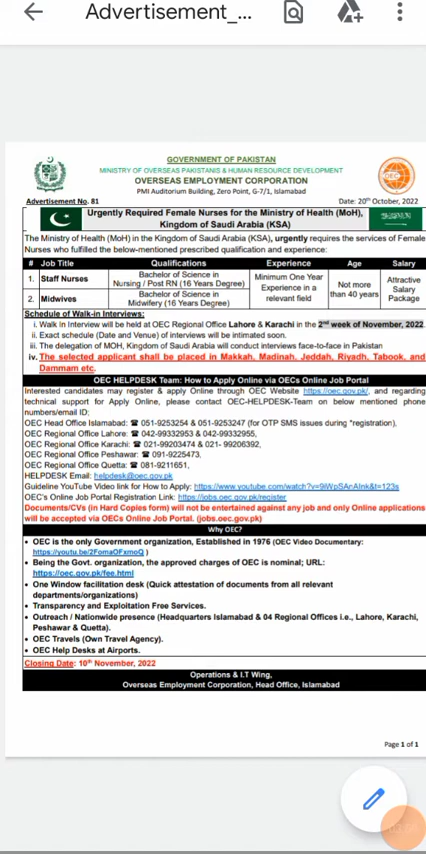 Advertisement_...
GOVERNMENT OF PAKISTAN
MINISTRY OF OVERSEAS PAKISTANIS & HUMAN RESOURCE DEVELOPMENT
OVERSEAS EMPLOYMENT CORPORATION
PMI Auditorium Building, Zero Point, G-7/1, Islamabad
OEC
Advertisement No. 81
Date: 20th October, 2022
Urgently Required Female Nurses for the Ministry of Health (MoH),
Kingdom of Saudi Arabia (KSA)
The Ministry of Health (MoH) in the Kingdom of Saudi Arabia (KSA), urgently requires the services of Female
Nurses who fulfilled the below-mentioned prescribed qualification and experience:
# Job Title Qualifications Experience Age Salary
1. Staff Nurses Bachelor of Science in Nursing / Post RN (16 Years Degree) Minimum One Year Experience in a relevant field Not more than 40 years Attractive Salary Package
2. Midwives Bachelor of Science in Midwifery (16 Years Degree)
Schedule of Walk-in Interviews:
i. Walk In Interview will be held at OEC Regional Office Lahore & Karachi in the 2nd week of November, 2022
ii. Exact schedule (Date and Venue) of interviews will be intimated soon.
iii. The delegation of MOH, Kingdom of Saudi Arabia will conduct interviews face-to-face in Pakistan
iv. The selected applicant shall be placed in Makkah, Madinah, Jeddah, Riyadh, Tabook, and
Dammam etc.
OEC HELPDESK Team: How to Apply Online via OECs Online Job Portal
Interested candidates may register & apply Online through OEC Website https://oec.gov.pk/, and regarding
technical support for Apply Online, please contact OEC-HELPDESK-Team on below mentioned phone
numbers/email ID;
OEC Head Office Islamabad: ☎ 051-9253254 & 051-9253247 (for OTP SMS issues during *registration),
OEC Regional Office Lahore: ☎ 042-99332953 & 042-99332955,
OEC Regional Office Karachi: ☎ 021-99203474 & 021- 99206392,
OEC Regional Office Peshawar: ☎ 091-9225473,
OEC Regional Office Quetta: ☎ 081-9211651,
HELPDESK Email: helpdesk@oec.gov.pk
Guideline YouTube Video link for How to Apply: https://www.youtube.com/watch?v=9iWpSAnAInk&t=123s
OEC's Online Job Portal Registration Link: https://jobs.oec.gov.pk/register
Documents/CVs (in Hard Copies form) will not be entertained against any job and only Online applications
will be accepted via OECs Online Job Portal. (jobs.oec.gov.pk)
Why OEC?
• OEC is the only Government organization, Established in 1976 (OEC Video Documentary:
https://youtu.be/2FomaOFxmoQ )
• Being the Govt. organization, the approved charges of OEC is nominal; URL:
https://oec.gov.pk/fee.html
• One Window facilitation desk (Quick attestation of documents from all relevant
departments/organizations)
• Transparency and Exploitation Free Services.
• Outreach / Nationwide presence (Headquarters Islamabad & 04 Regional Offices i.e., Lahore, Karachi,
Peshawar & Quetta).
• OEC Travels (Own Travel Agency).
• OEC Help Desks at Airports.
Closing Date: 10th November, 2022
Operations & I.T Wing,
Overseas Employment Corporation, Head Office, Islamabad
Page 1 of 1